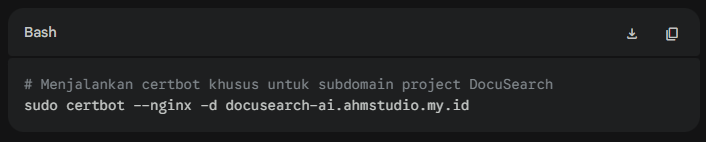 Bash
# Menjalankan certbot khusus untuk subdomain project DocuSearch
sudo certbot --nginx -d docusearch-ai.ahmstudio.my.id